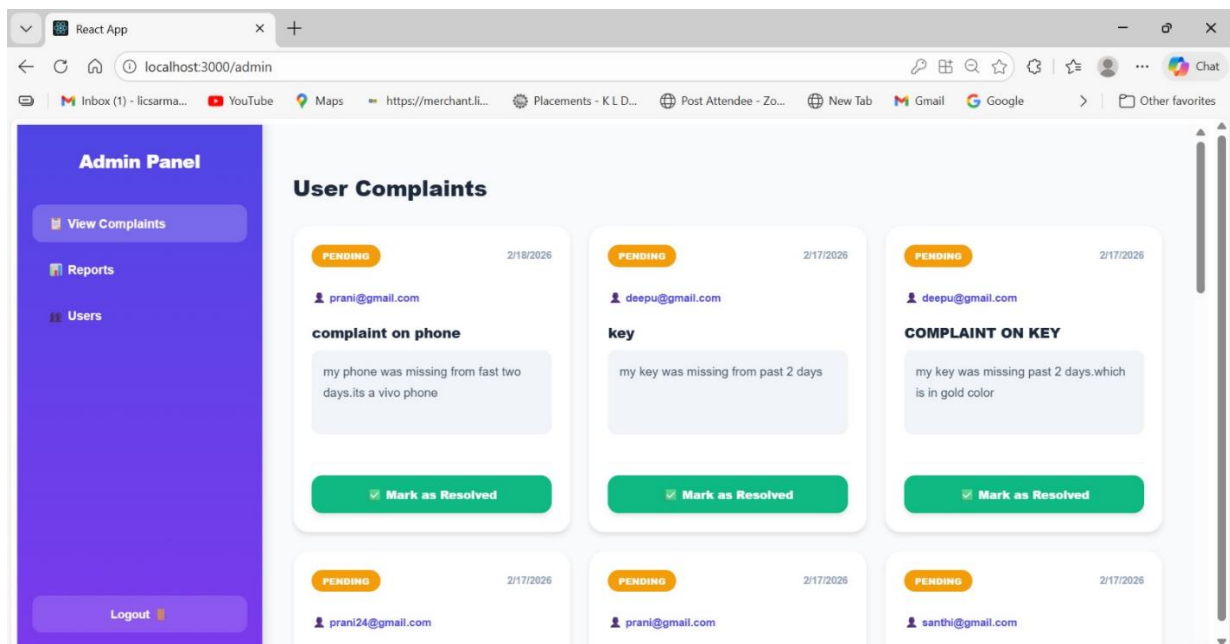 React App
localhost:3000/admin
Chat
Inbox (1) - licsarma...
YouTube
Maps
https://merchant.li...
Placements - K L D...
Post Attendee - Zo...
New Tab
Gmail
Google
Other favorites
Admin Panel
View Complaints
Reports
Users
Logout
User Complaints
PENDING 2/18/2026
prani@gmail.com
complaint on phone
my phone was missing from fast two
days.its a vivo phone
Mark as Resolved
PENDING 2/17/2026
deepu@gmail.com
key
my key was missing from past 2 days
Mark as Resolved
PENDING 2/17/2026
deepu@gmail.com
COMPLAINT ON KEY
my key was missing past 2 days.which
is in gold color
Mark as Resolved
PENDING 2/17/2026
prani24@gmail.com
PENDING 2/17/2026
prani@gmail.com
PENDING 2/17/2026
santhi@gmail.com